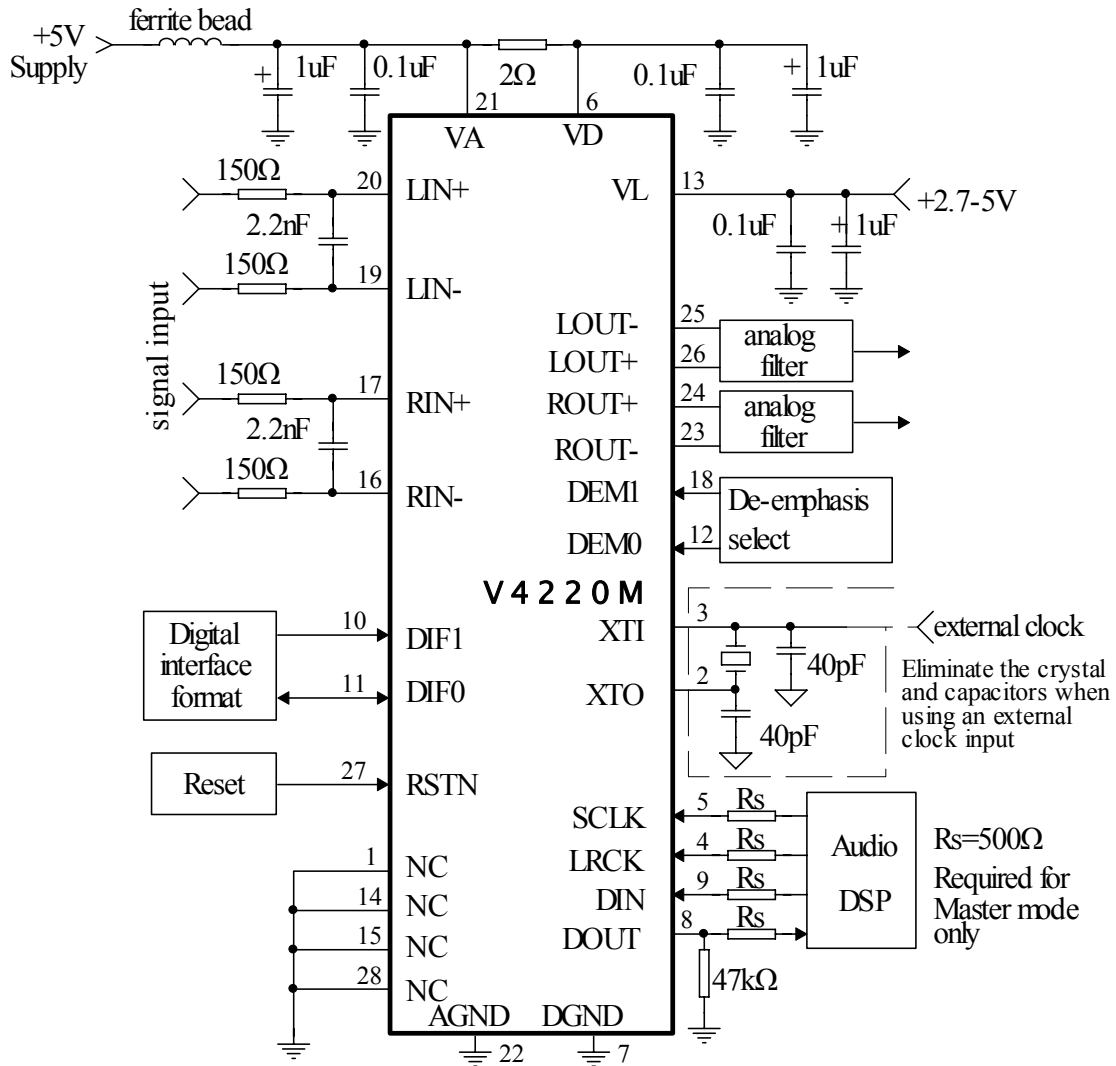 ferrite bead
+5V
Supply
+
1uF
0.1uF
2Ω
0.1uF
+
1uF
21
6
VA
VD
150Ω
20
LIN+
2.2nF
150Ω
19
LIN-
signal input
150Ω
17
RIN+
2.2nF
150Ω
16
RIN-
VL
13
+2.7-5V
0.1uF
+
1uF
LOUT-
25
LOUT+
26
analog
filter
ROUT+
24
ROUT-
23
analog
filter
DEM1
18
DEM0
12
De-emphasis
select
V4220M
Digital
interface
format
10
DIF1
11
DIF0
XTI
3
XTO
2
40pF
40pF
external clock
Eliminate the crystal
and capacitors when
using an external
clock input
Reset
27
RSTN
SCLK
5
Rs
LRCK
4
Rs
DIN
9
Rs
DOUT
8
Rs
Audio
DSP
Rs=500Ω
Required for
Master mode
only
47kΩ
1
NC
14
NC
15
NC
28
NC
AGND
DGND
22
7